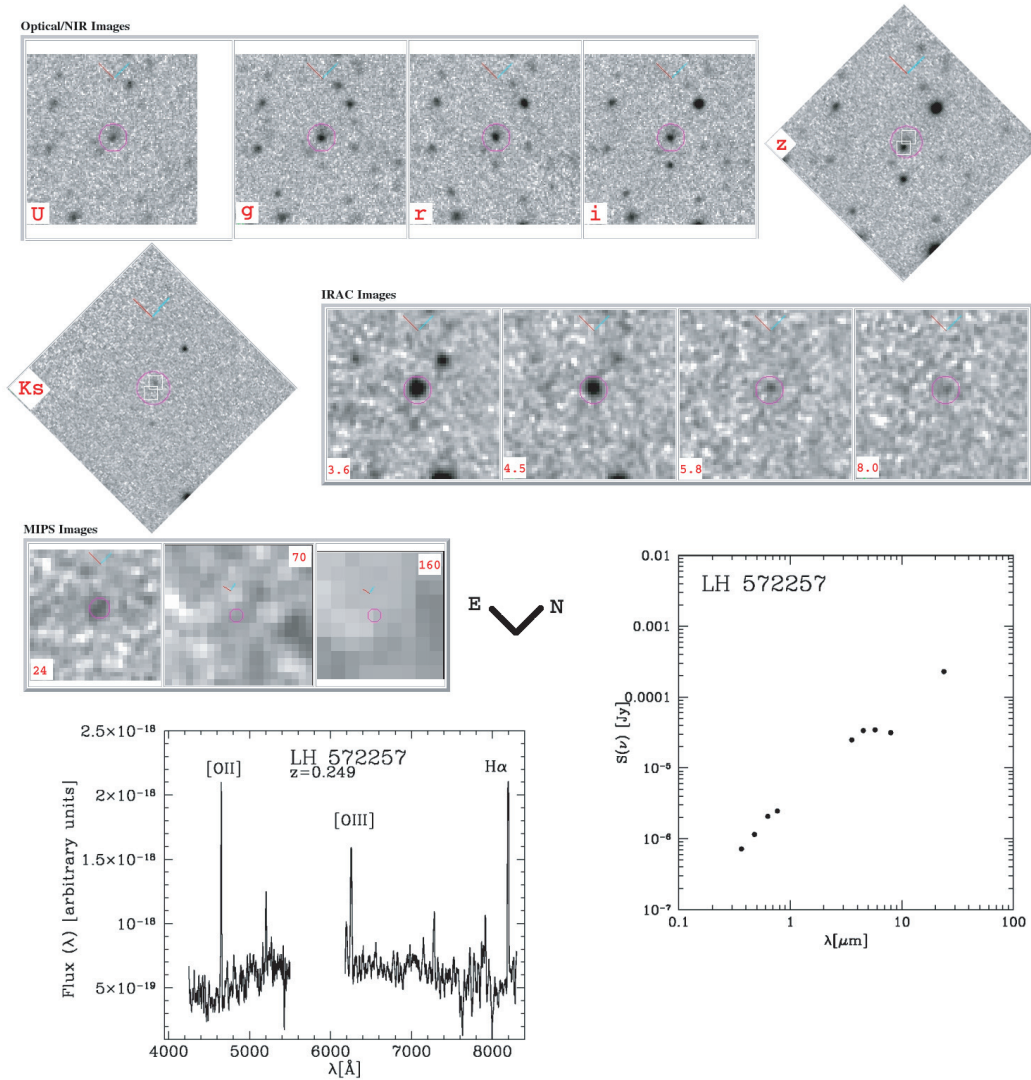 Optical/NIR Images
U
g
r
i
z
Ks
IRAC Images
3.6
4.5
5.8
8.0
MIPS Images
24
70
160
E
N
LH 572257
0.01
0.001
0.0001
10⁻⁵
10⁻⁶
10⁻⁷
S(ν) [Jy]
0.1
1
10
100
λ[μm]
LH 572257
z=0.249
[OII]
[OIII]
Hα
2.5×10⁻¹⁸
2×10⁻¹⁸
1.5×10⁻¹⁸
10⁻¹⁸
5×10⁻¹⁹
Flux (λ) [arbitrary units]
4000
5000
6000
7000
8000
λ[Å]